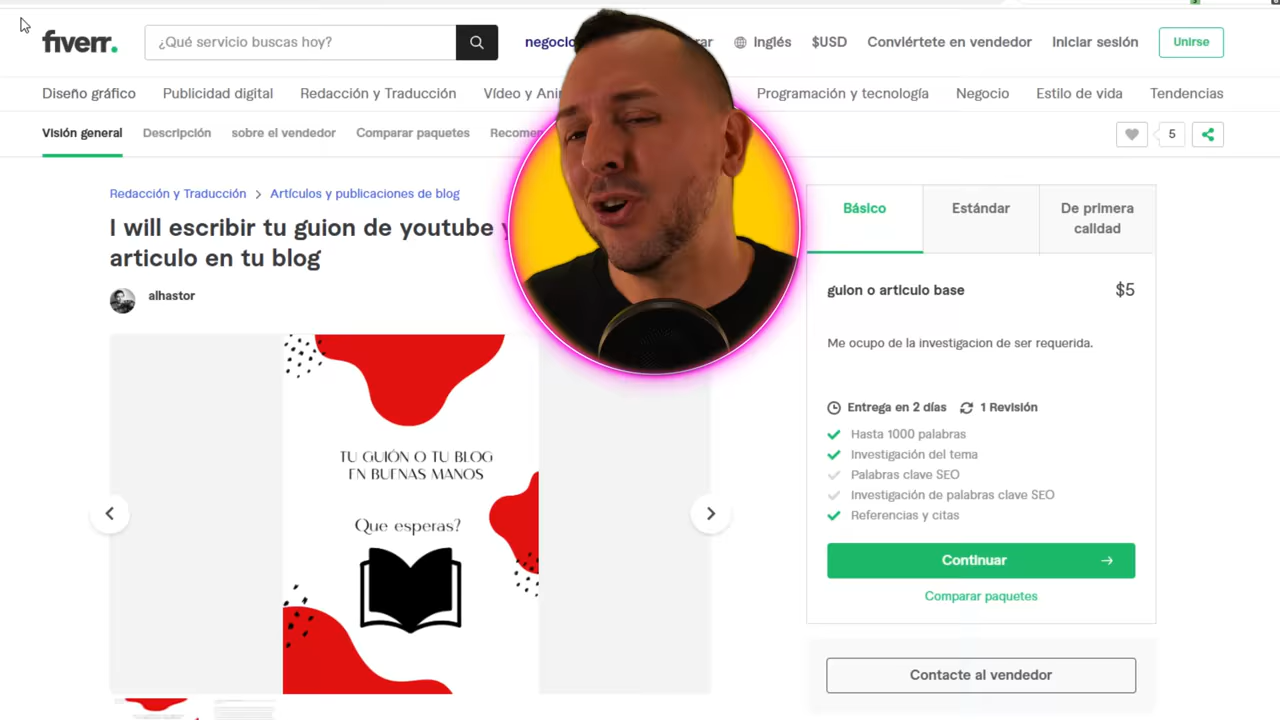 fiverr.
¿Qué servicio buscas hoy?
Inglés
$USD
Conviértete en vendedor
Iniciar sesión
Unirse
Diseño gráfico
Publicidad digital
Redacción y Traducción
Vídeo y
Programación y tecnología
Negocio
Estilo de vida
Tendencias
Visión general
Descripción
sobre el vendedor
Comparar paquetes
5
Redacción y Traducción > Artículos y publicaciones de blog
I will escribir tu guion de youtube
articulo en tu blog
alhastor
TU GUIÓN O TU BLOG
EN BUENAS MANOS
Que esperas?
Básico
Estándar
De primera
calidad
guion o articulo base
$5
Me ocupo de la investigacion de ser requerida.
Entrega en 2 días
1 Revisión
Hasta 1000 palabras
Investigación del tema
Palabras clave SEO
Investigación de palabras clave SEO
Referencias y citas
Continuar
Comparar paquetes
Contacte al vendedor